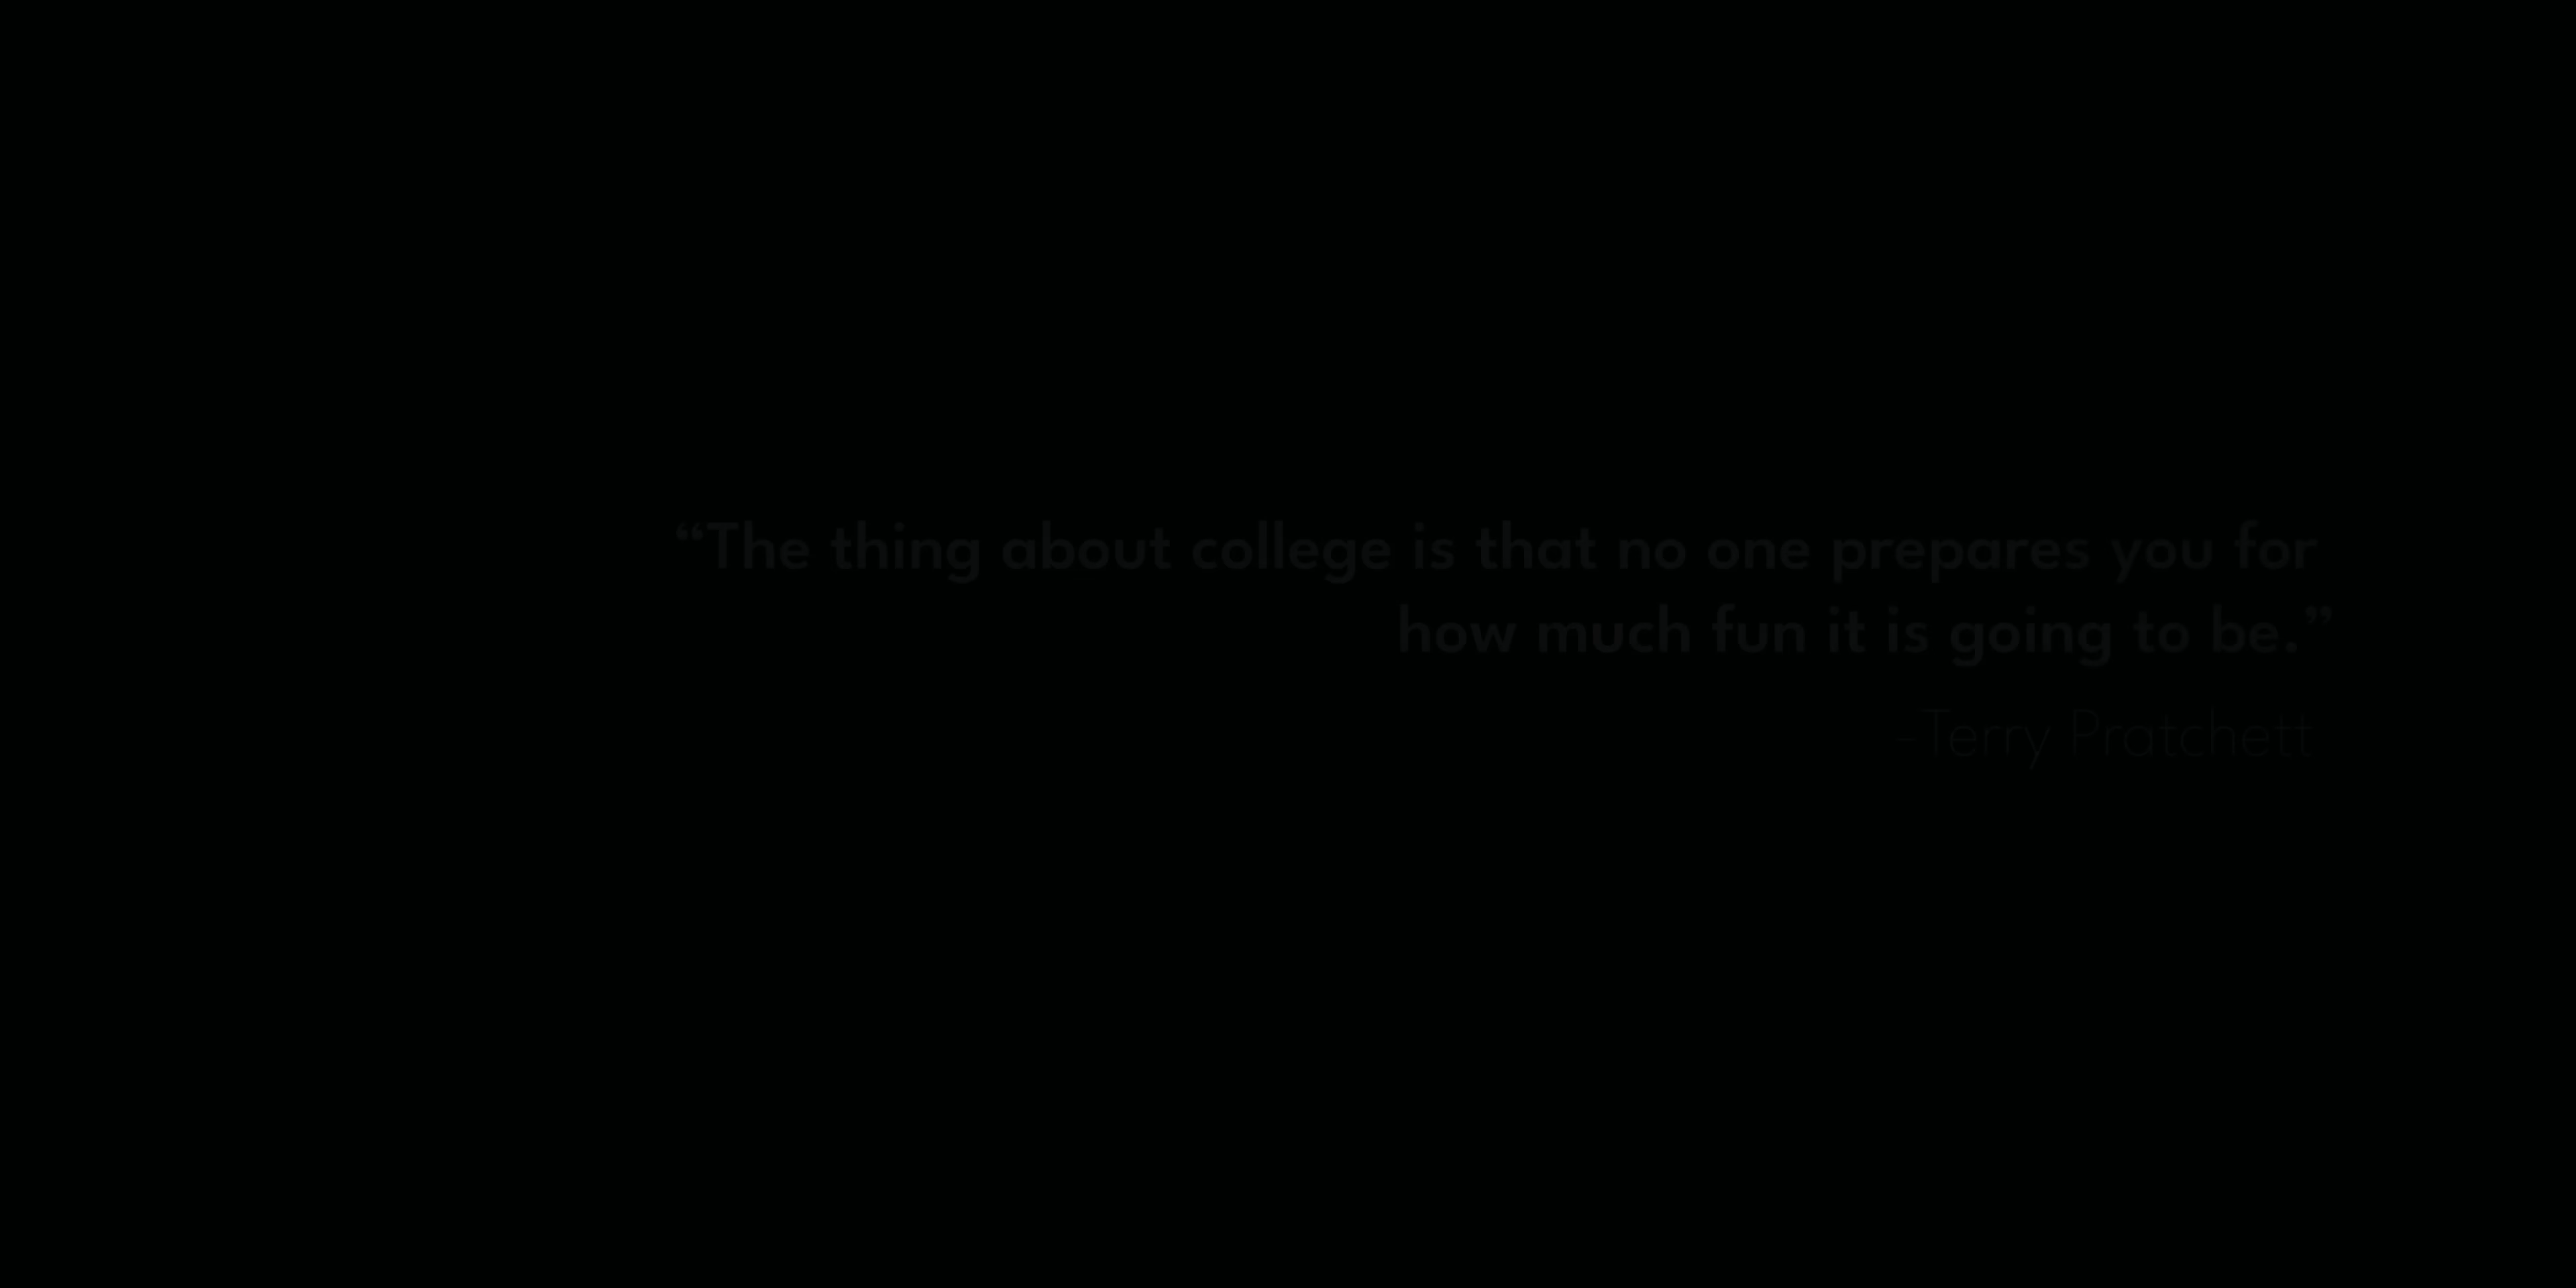 “The thing about college is that no one prepares you for
how much fun it is going to be.”
–Terry Pratchett